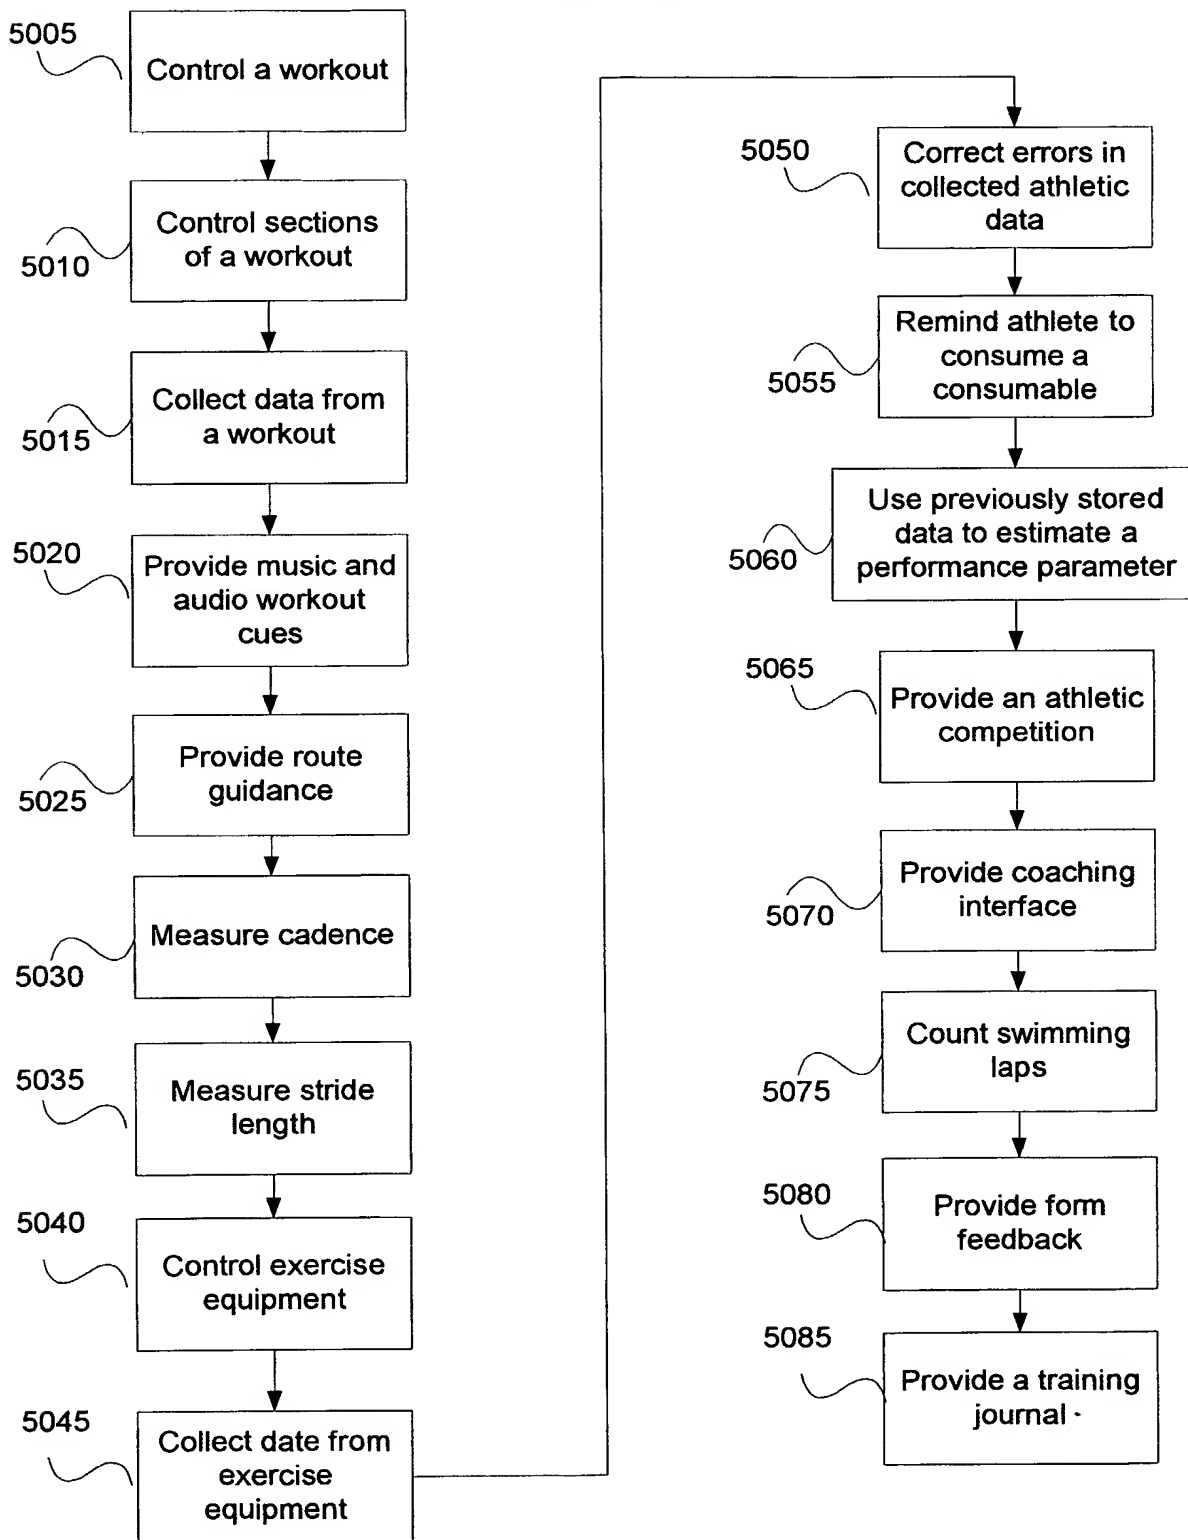 5005
Control a workout
5010
Control sections
of a workout
5015
Collect data from
a workout
5020
Provide music and
audio workout
cues
5025
Provide route
guidance
5030
Measure cadence
5035
Measure stride
length
5040
Control exercise
equipment
5045
Collect date from
exercise
equipment
5050
Correct errors in
collected athletic
data
5055
Remind athlete to
consume a
consumable
5060
Use previously stored
data to estimate a
performance parameter
5065
Provide an athletic
competition
5070
Provide coaching
interface
5075
Count swimming
laps
5080
Provide form
feedback
5085
Provide a training
journal